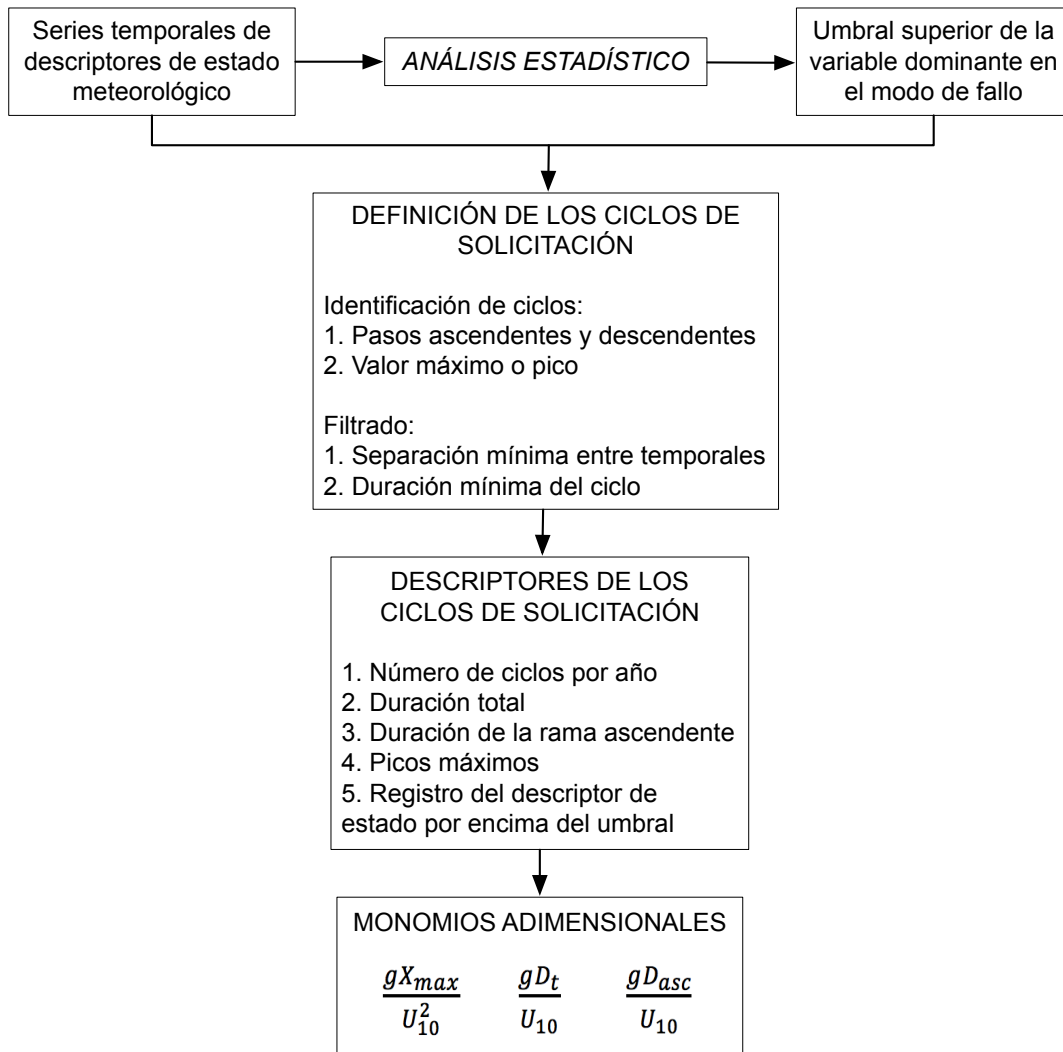 Series temporales de
descriptores de estado
meteorológico
ANÁLISIS ESTADÍSTICO
Umbral superior de la
variable dominante en
el modo de fallo
DEFINICIÓN DE LOS CICLOS DE
SOLICITACIÓN
Identificación de ciclos:
1. Pasos ascendentes y descendentes
2. Valor máximo o pico
Filtrado:
1. Separación mínima entre temporales
2. Duración mínima del ciclo
DESCRIPTORES DE LOS
CICLOS DE SOLICITACIÓN
1. Número de ciclos por año
2. Duración total
3. Duración de la rama ascendente
4. Picos máximos
5. Registro del descriptor de
estado por encima del umbral
MONOMIOS ADIMENSIONALES
gX_max gD_t gD_asc
U_10^2 U_10 U_10